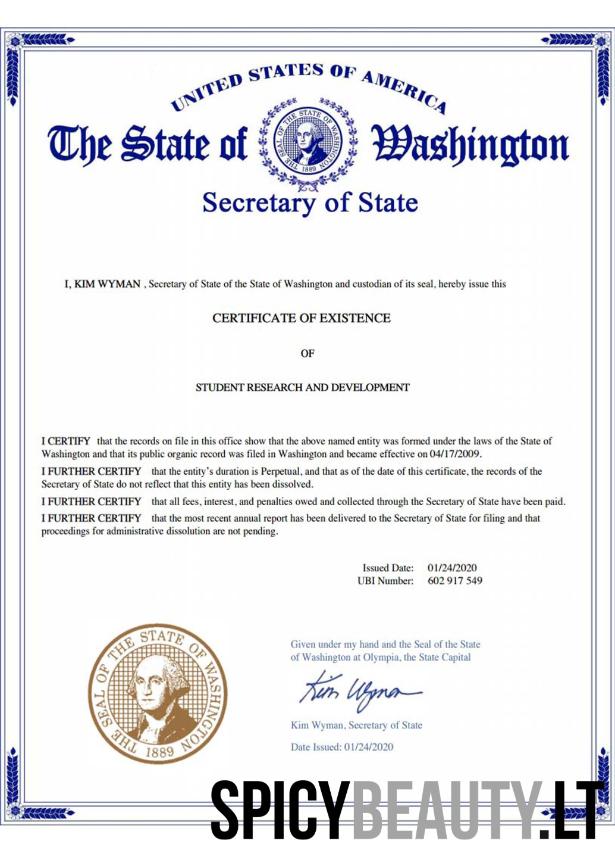 UNITED STATES OF AMERICA
The State of Washington
THE SEAL OF THE STATE OF WASHINGTON
1889
Secretary of State
I, KIM WYMAN , Secretary of State of the State of Washington and custodian of its seal, hereby issue this
CERTIFICATE OF EXISTENCE
OF
STUDENT RESEARCH AND DEVELOPMENT
I CERTIFY that the records on file in this office show that the above named entity was formed under the laws of the State of
Washington and that its public organic record was filed in Washington and became effective on 04/17/2009.
I FURTHER CERTIFY that the entity's duration is Perpetual, and that as of the date of this certificate, the records of the
Secretary of State do not reflect that this entity has been dissolved.
I FURTHER CERTIFY that all fees, interest, and penalties owed and collected through the Secretary of State have been paid.
I FURTHER CERTIFY that the most recent annual report has been delivered to the Secretary of State for filing and that
proceedings for administrative dissolution are not pending.
Issued Date: 01/24/2020
UBI Number: 602 917 549
THE SEAL OF THE STATE OF WASHINGTON
1889
Given under my hand and the Seal of the State
of Washington at Olympia, the State Capital
Kim Wyman
Kim Wyman, Secretary of State
Date Issued: 01/24/2020
SPICYBEAUTY.LT